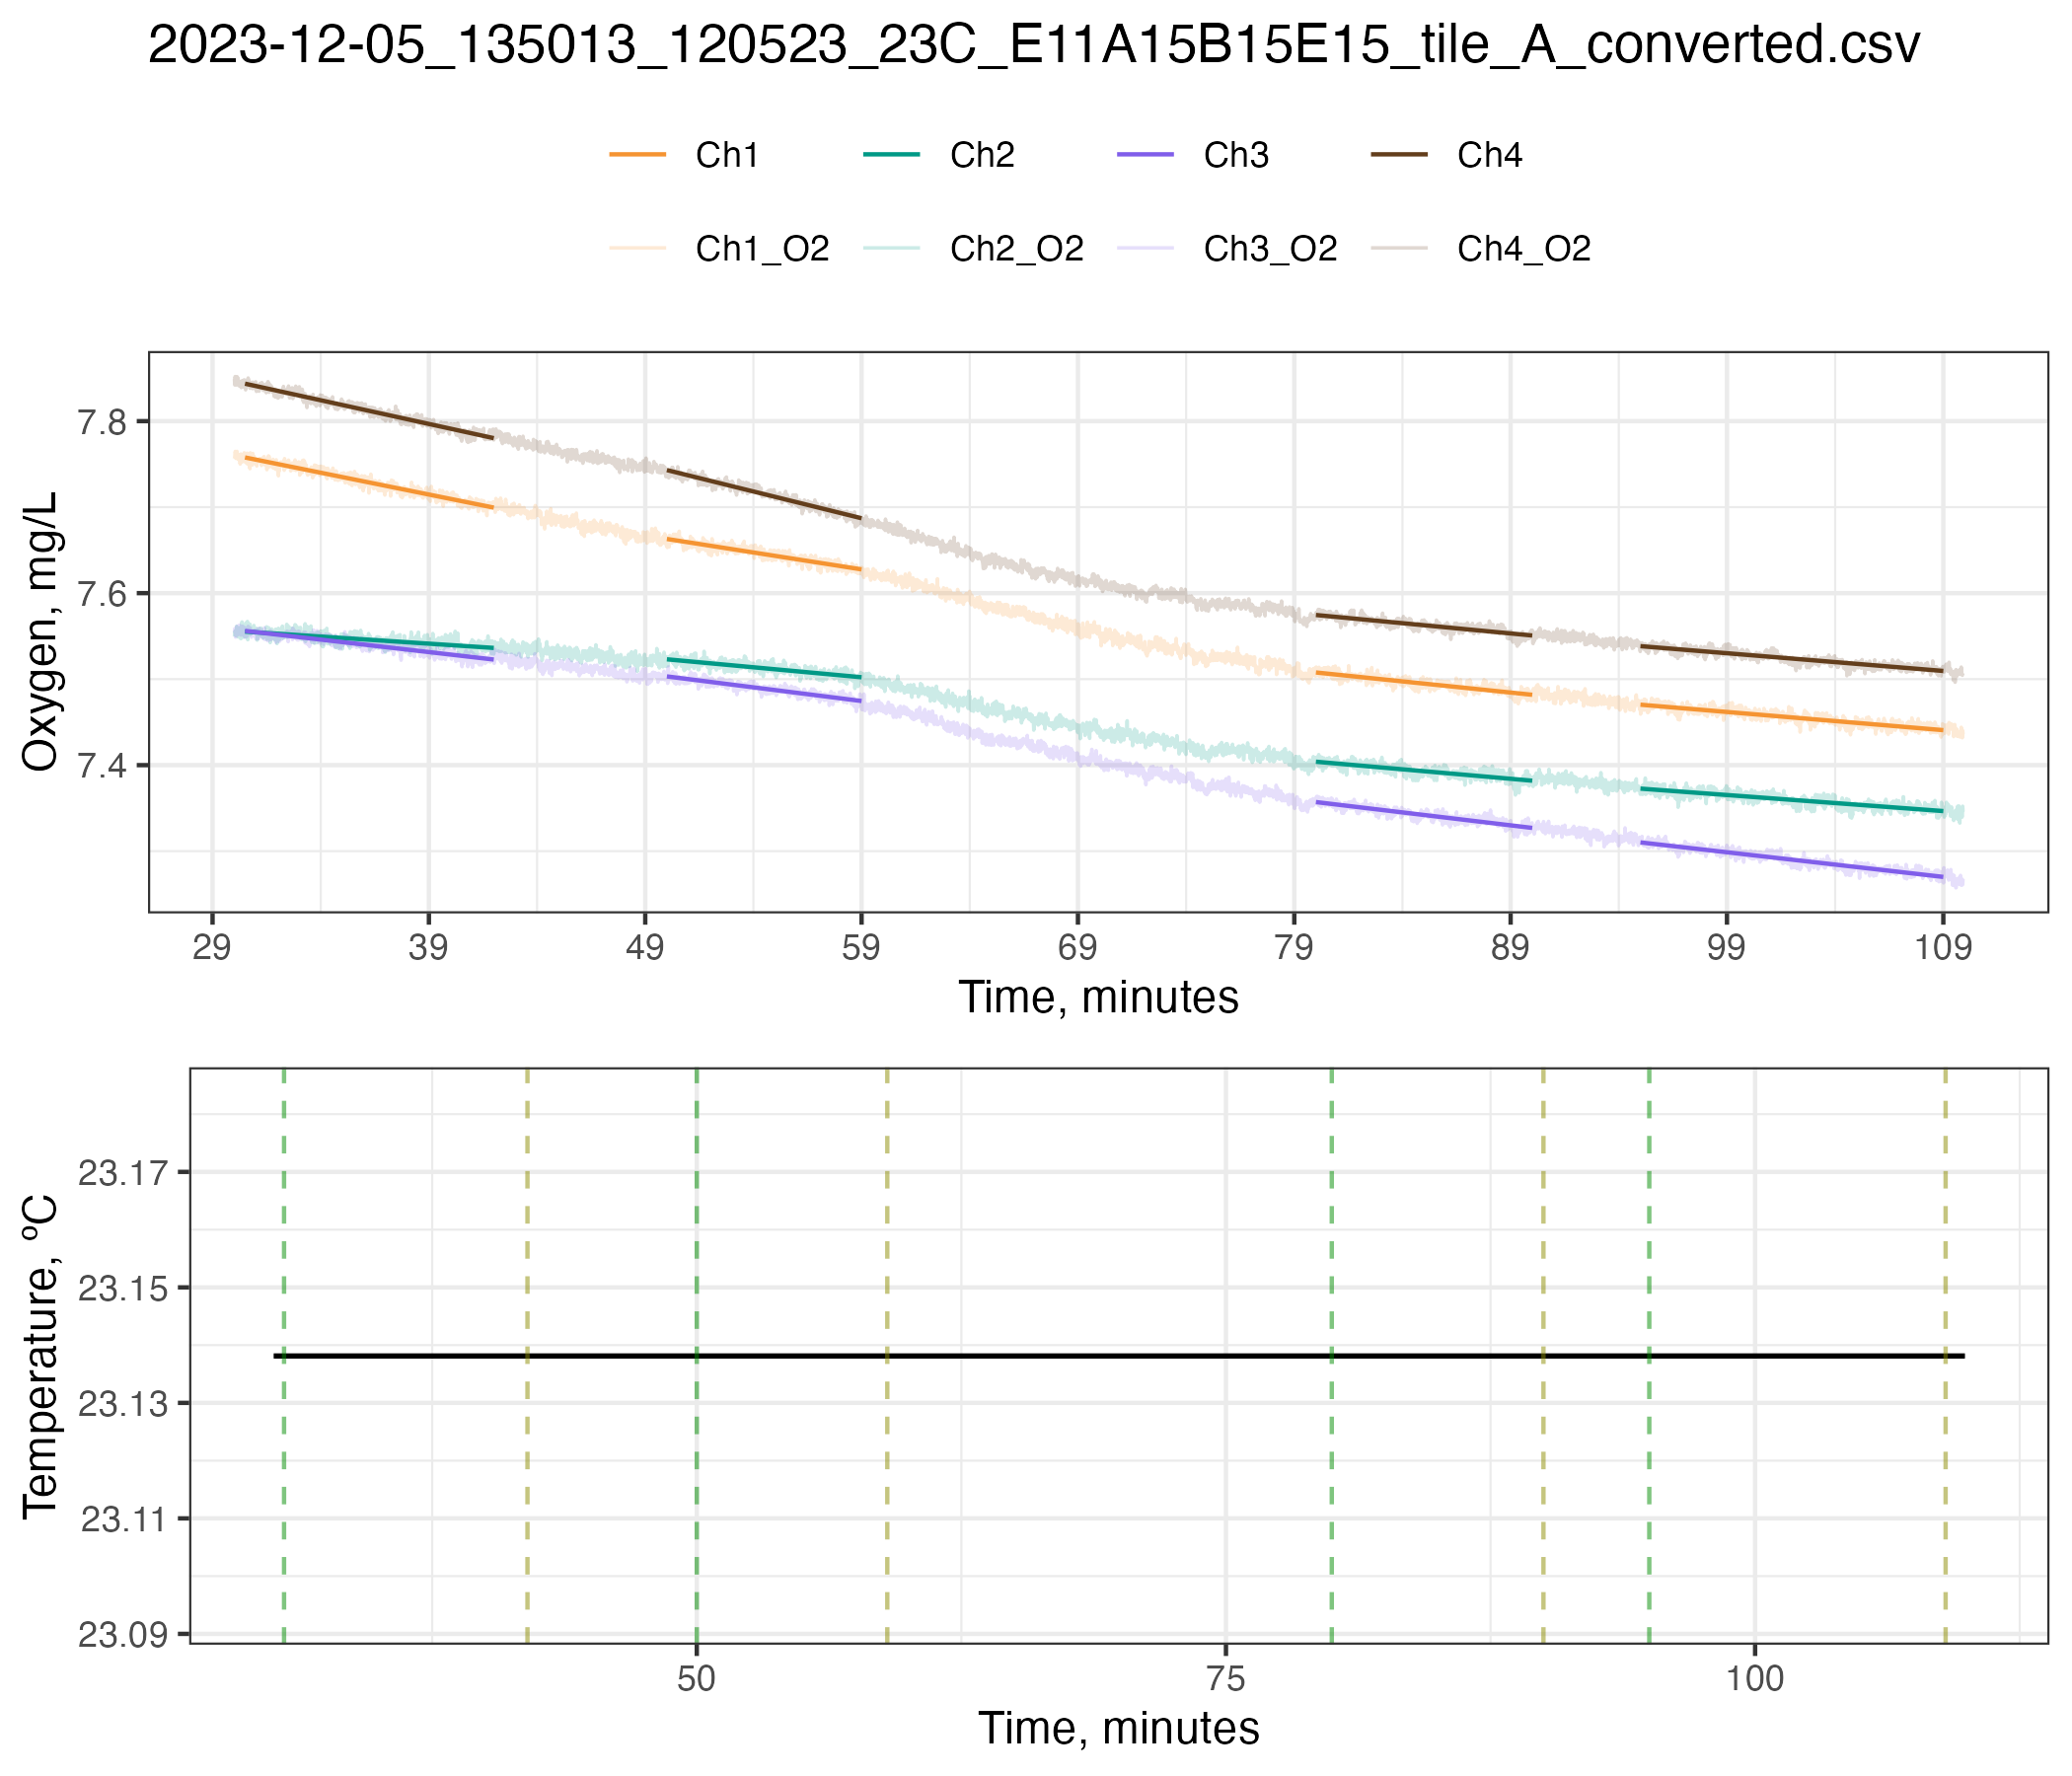 2023-12-05_135013_120523_23C_E11A15B15E15_tile_A_converted.csv
Ch1 Ch2 Ch3 Ch4
Ch1_O2 Ch2_O2 Ch3_O2 Ch4_O2
Oxygen, mg/L
7.8
7.6
7.4
29 39 49 59 69 79 89 99 109
Time, minutes
Temperature, ºC
23.17
23.15
23.13
23.11
23.09
50 75 100
Time, minutes